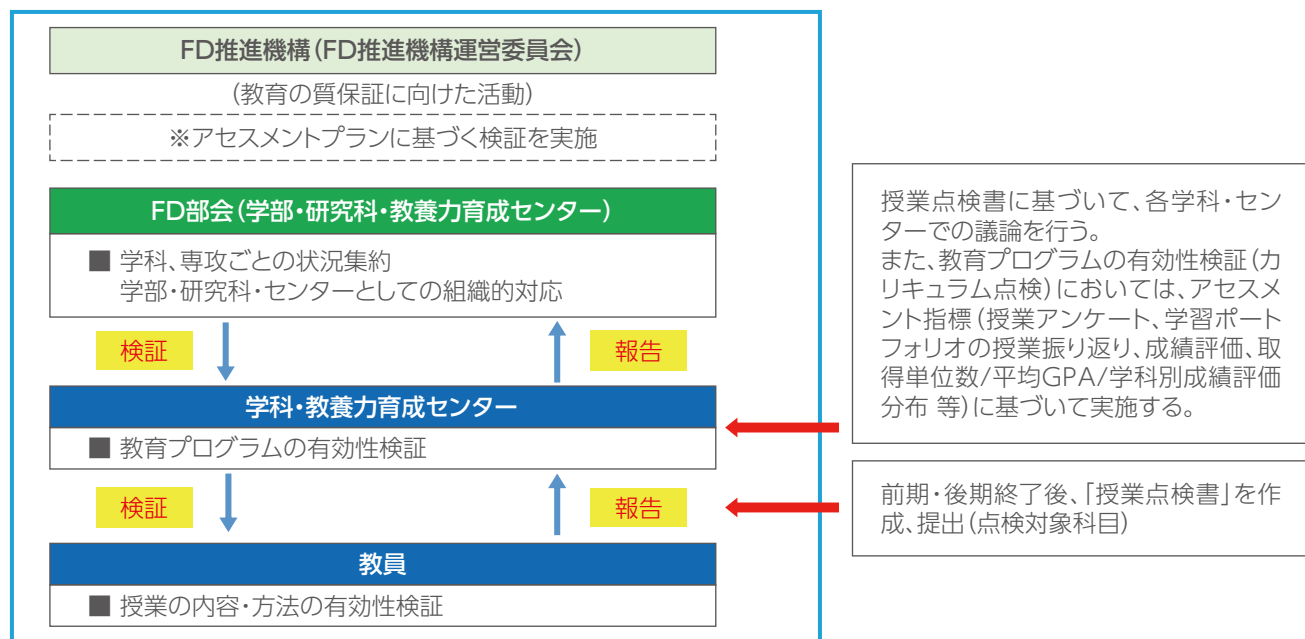 FD推進機構（FD推進機構運営委員会）
（教育の質保証に向けた活動）
※アセスメントプランに基づく検証を実施
FD部会（学部・研究科・教養力育成センター）
■ 学科、専攻ごとの状況集約
学部・研究科・センターとしての組織的対応
検証
報告
学科・教養力育成センター
■ 教育プログラムの有効性検証
検証
報告
教員
■ 授業の内容・方法の有効性検証
授業点検書に基づいて、各学科・セン
ターでの議論を行う。
また、教育プログラムの有効性検証（カ
リキュラム点検）においては、アセスメ
ント指標（授業アンケート、学習ポート
フォリオの授業振り返り、成績評価、取
得単位数/平均GPA/学科別成績評価
分布 等）に基づいて実施する。
前期・後期終了後、「授業点検書」を作
成、提出（点検対象科目）